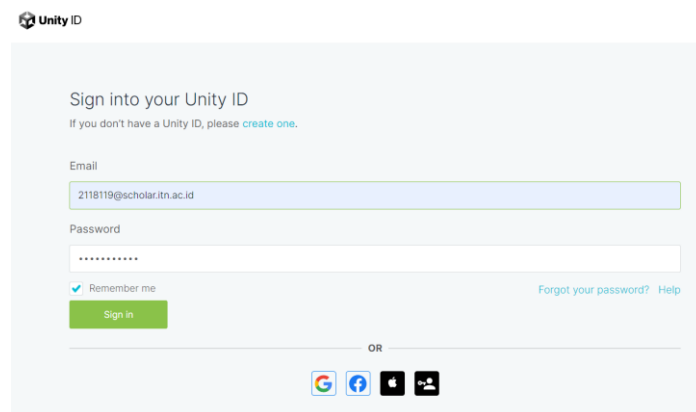 Unity ID
Sign into your Unity ID
If you don't have a Unity ID, please create one.
Email
2118119@scholar.itn.ac.id
Password
•••••••••••
Remember me
Forgot your password? Help
Sign in
OR